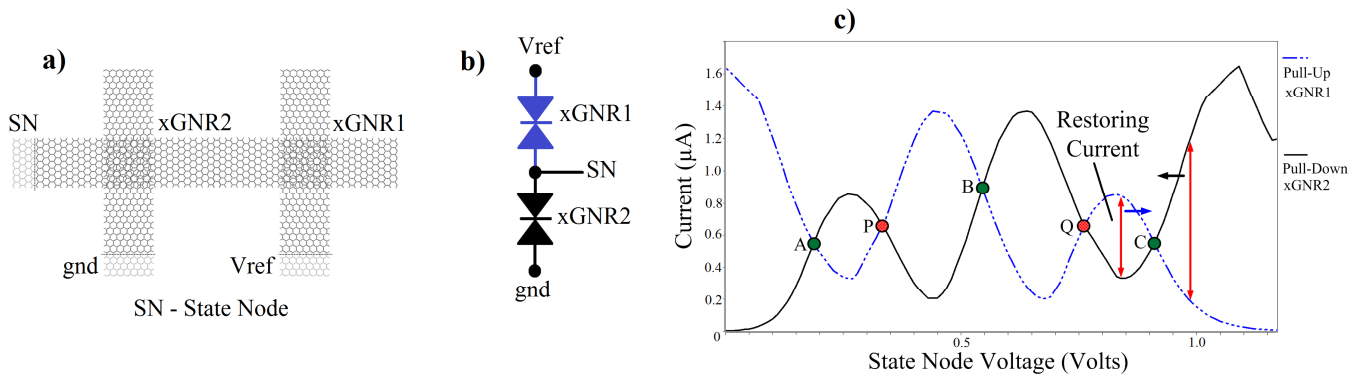 a)
SN
xGNR2
xGNR1
gnd
Vref
SN - State Node
b)
Vref
xGNR1
SN
xGNR2
gnd
c)
Current (μA)
1.6
1.4
1.2
1.0
0.8
0.6
0.4
0.2
0
0.5
1.0
State Node Voltage (Volts)
A
P
B
Q
C
Restoring
Current
Pull-Up
xGNR1
Pull-Down
xGNR2